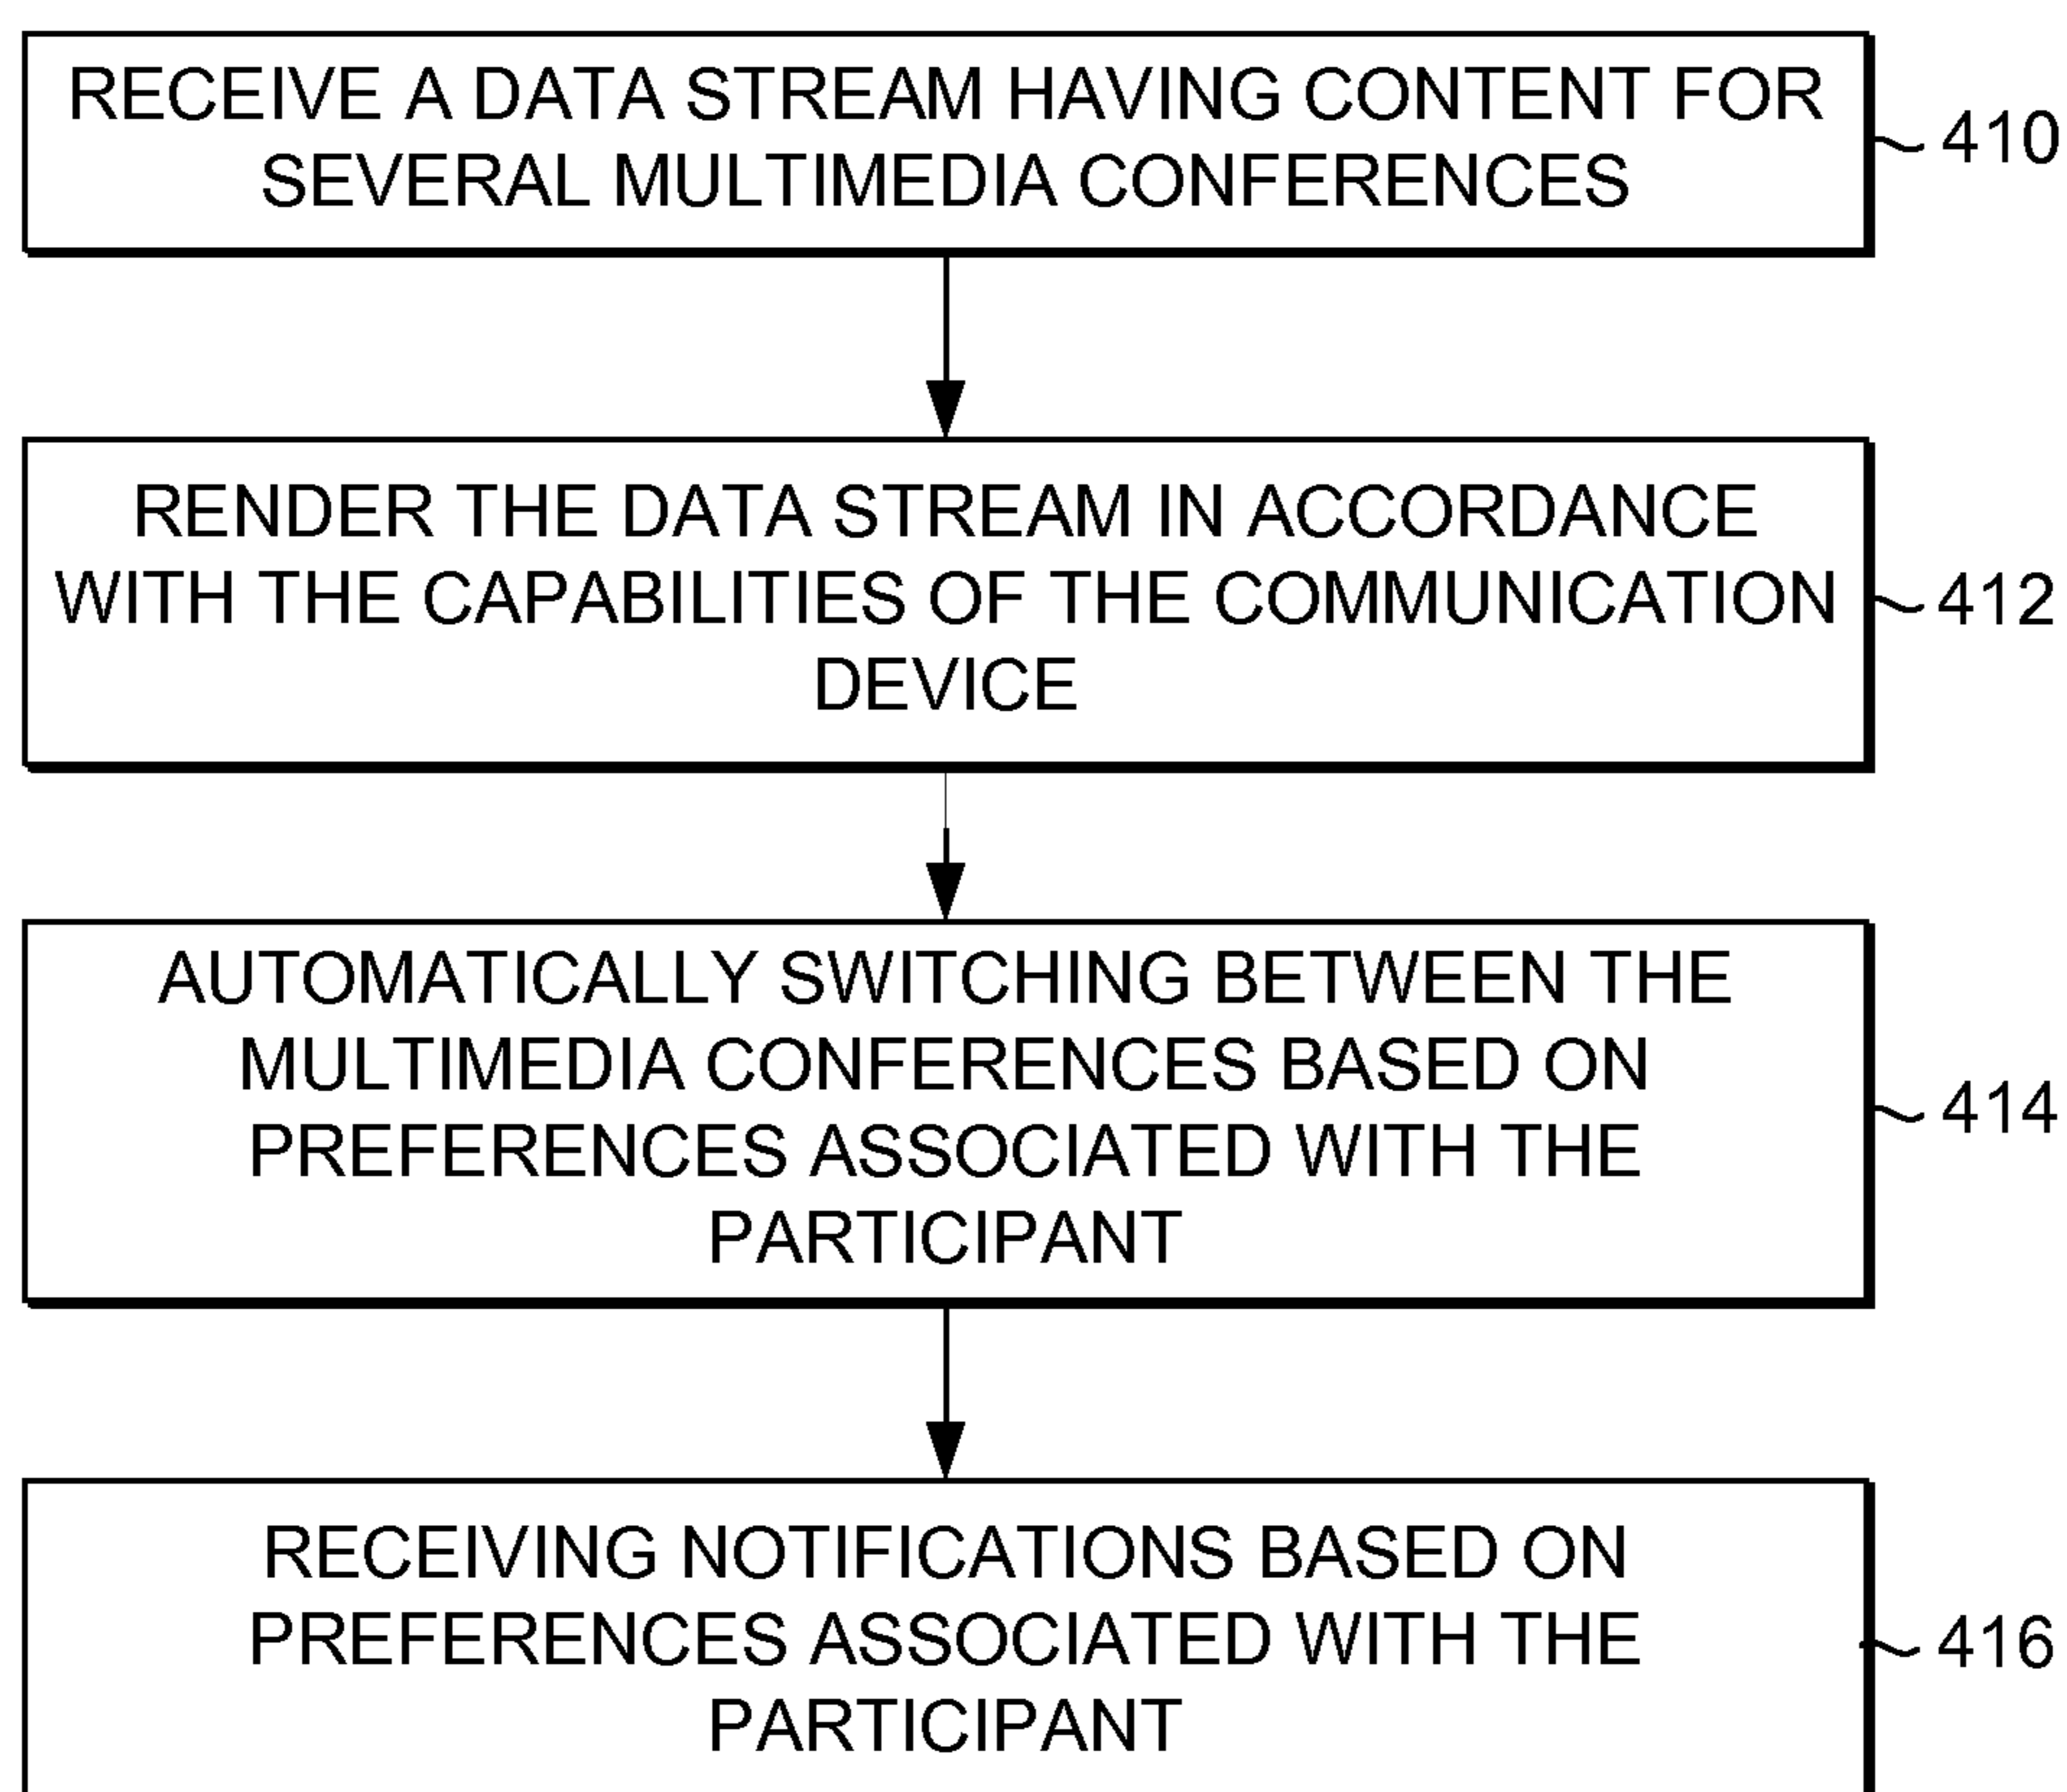 RECEIVE A DATA STREAM HAVING CONTENT FOR
SEVERAL MULTIMEDIA CONFERENCES
410
RENDER THE DATA STREAM IN ACCORDANCE
WITH THE CAPABILITIES OF THE COMMUNICATION
DEVICE
412
AUTOMATICALLY SWITCHING BETWEEN THE
MULTIMEDIA CONFERENCES BASED ON
PREFERENCES ASSOCIATED WITH THE
PARTICIPANT
414
RECEIVING NOTIFICATIONS BASED ON
PREFERENCES ASSOCIATED WITH THE
PARTICIPANT
416